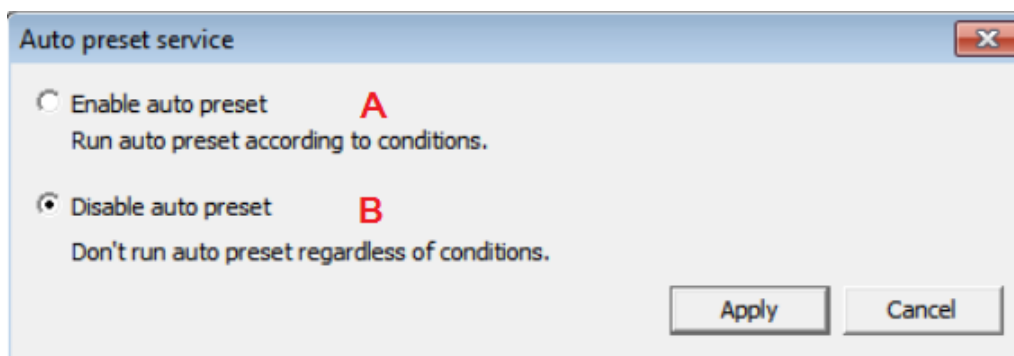 Auto preset service
Enable auto preset A
Run auto preset according to conditions.
Disable auto preset B
Don't run auto preset regardless of conditions.
Apply Cancel